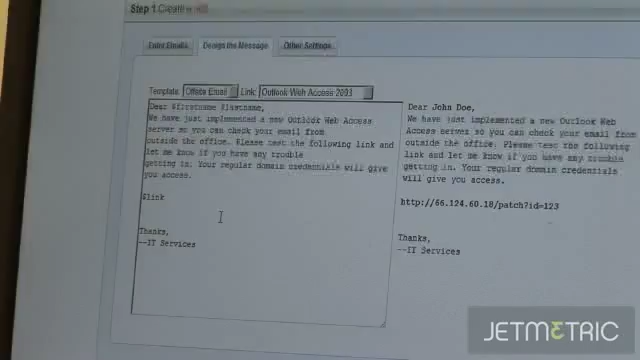 Step 1 Create
Enter Emails
Design the Message
Other Settings
Template: Offsite Email Link: Outlook Web Access 2003
Dear $firstname $lastname,
We have just implemented a new Outlook Web Access
server so you can check your email from
outside the office. Please test the following link and
let me know if you have any trouble
getting in. Your regular domain credentials will give
you access.
$link
Thanks,
--IT Services
Dear John Doe,
We have just implemented a new Outlook Web
Access server so you can check your email from
outside the office. Please test the following
link and let me know if you have any trouble
getting in. Your regular domain credentials
will give you access.
http://66.124.60.18/patch?id=123
Thanks,
--IT Services
JETMETRIC